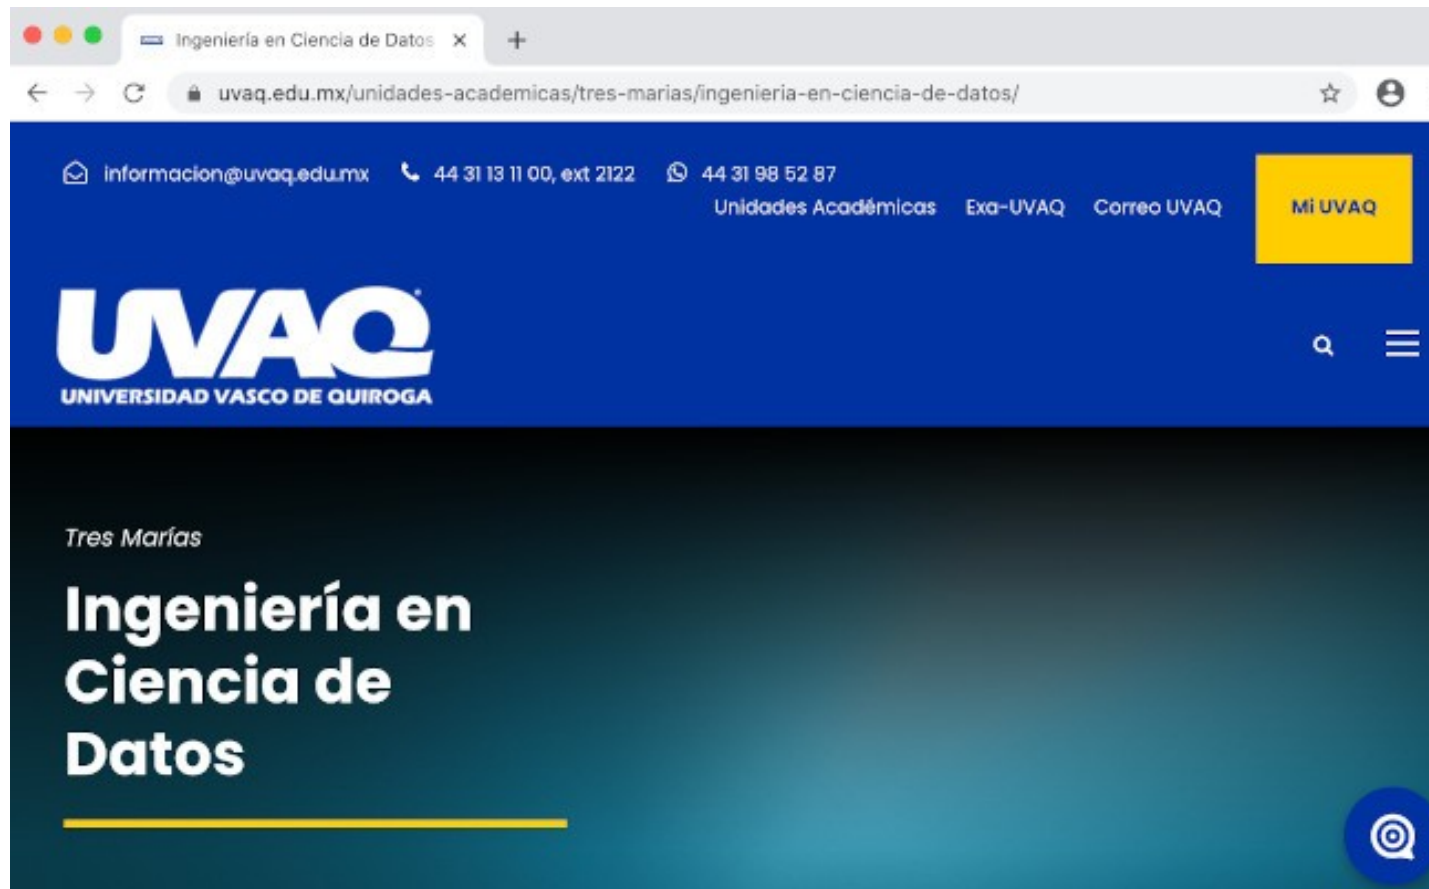 Ingeniería en Ciencia de Datos
uvaq.edu.mx/unidades-academicas/tres-marias/ingenieria-en-ciencia-de-datos/
informacion@uvaq.edu.mx 44 31 13 11 00, ext 2122 44 31 98 52 87
Unidades Académicas Exa-UVAQ Correo UVAQ Mi UVAQ
UVAQ
UNIVERSIDAD VASCO DE QUIROGA
Tres Marías
Ingeniería en
Ciencia de
Datos